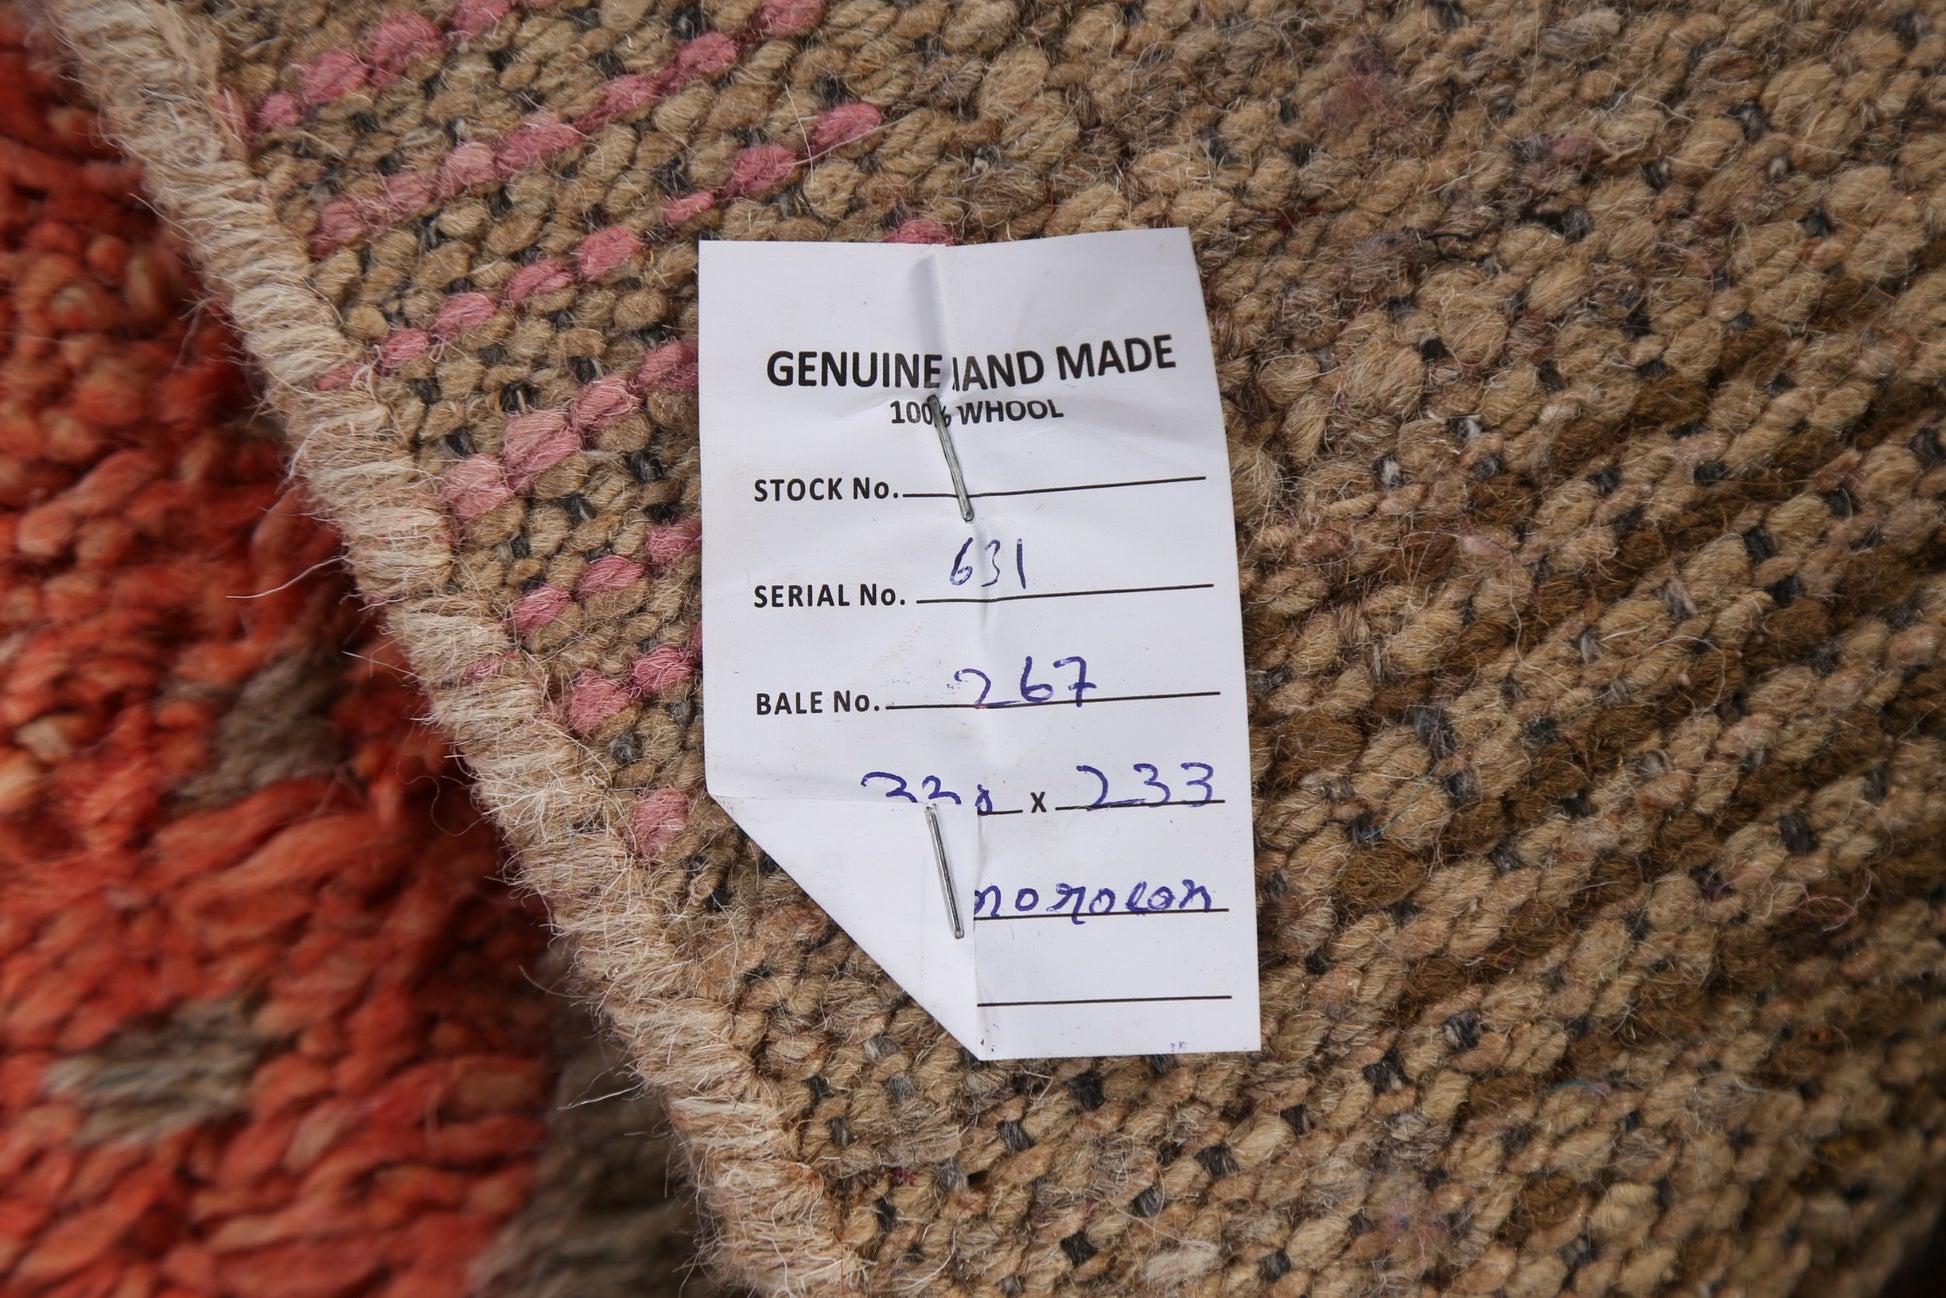 GENUINE HAND MADE
100% WHOOL
STOCK No.
SERIAL No. 631
BALE No. 267
x 233